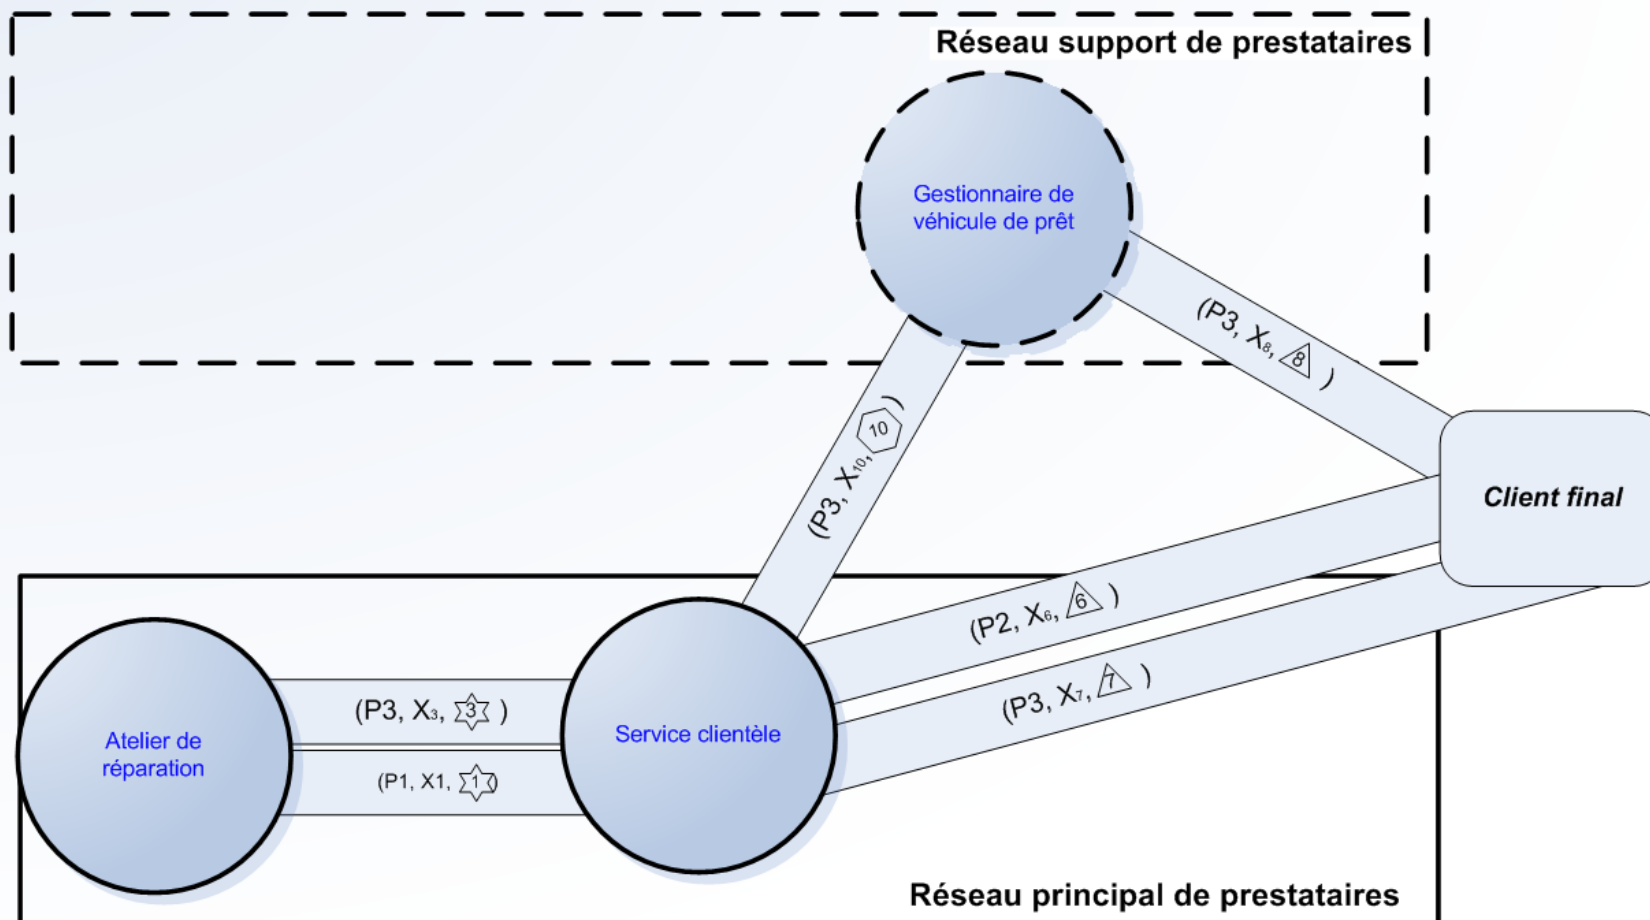 Réseau support de prestataires
Gestionnaire de
véhicule de prêt
(P3, X8, 8 )
(P3, X10, 10 )
Client final
(P2, X6, 6 )
(P3, X7, 7 )
(P3, X3, 3 )
Service clientèle
Atelier de
réparation
(P1, X1, 1 )
Réseau principal de prestataires